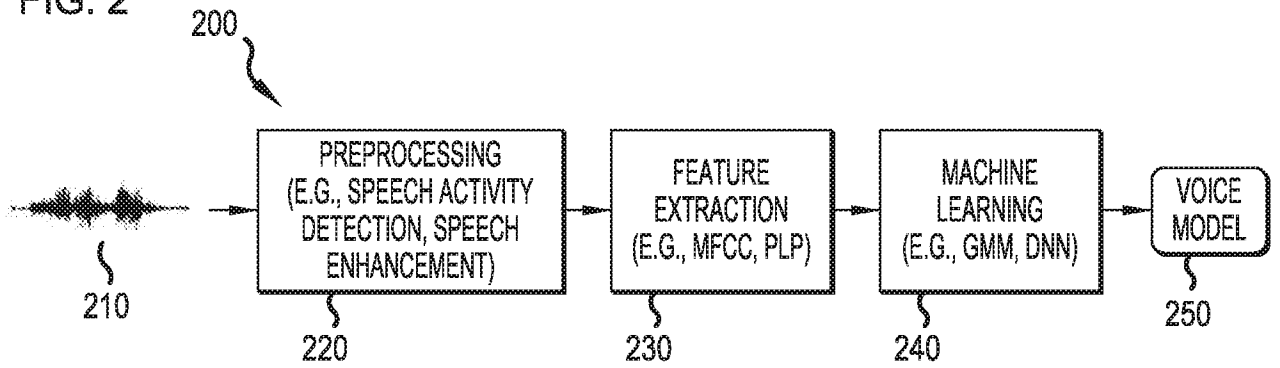 FIG. 2
200
PREPROCESSING
(E.G., SPEECH ACTIVITY
DETECTION, SPEECH
ENHANCEMENT)
FEATURE
EXTRACTION
(E.G., MFCC, PLP)
MACHINE
LEARNING
(E.G., GMM, DNN)
VOICE
MODEL
210
220
230
240
250